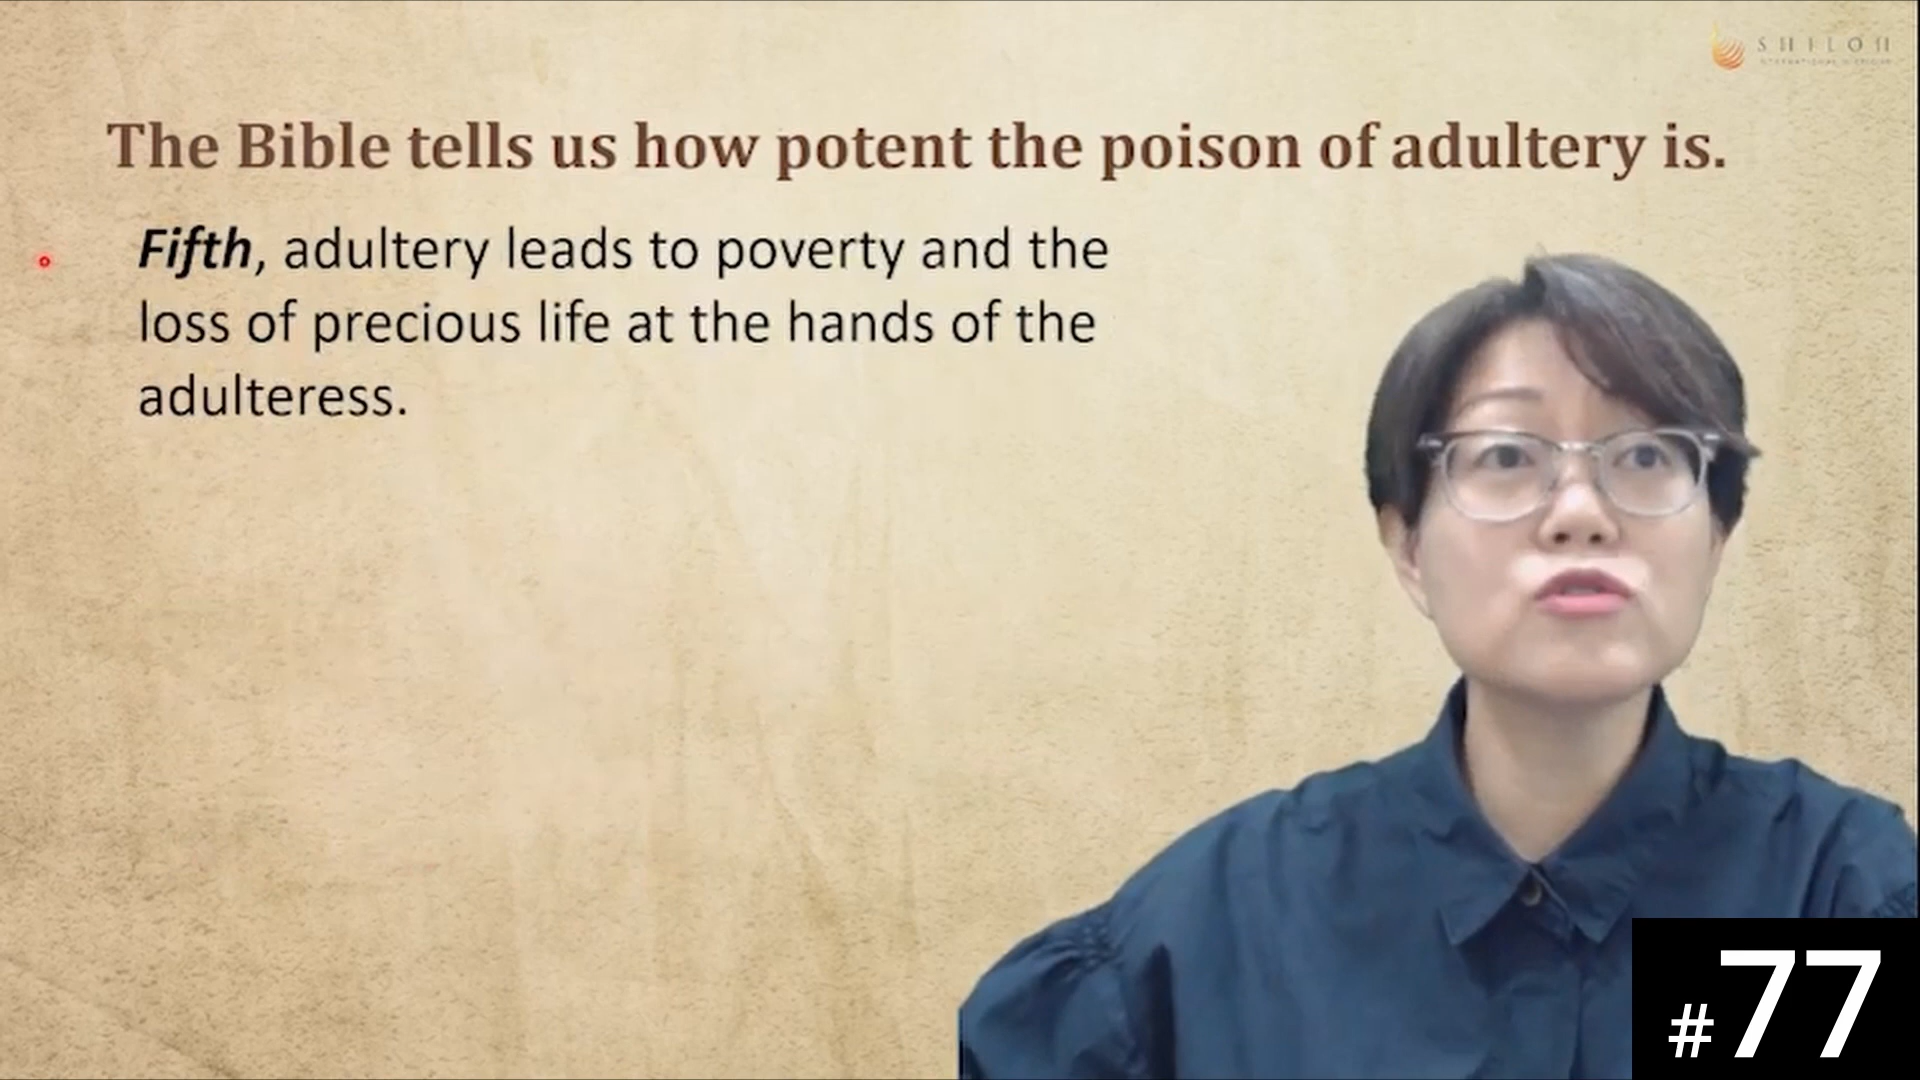 SHILOH
The Bible tells us how potent the poison of adultery is.
Fifth, adultery leads to poverty and the
loss of precious life at the hands of the
adulteress.
#77